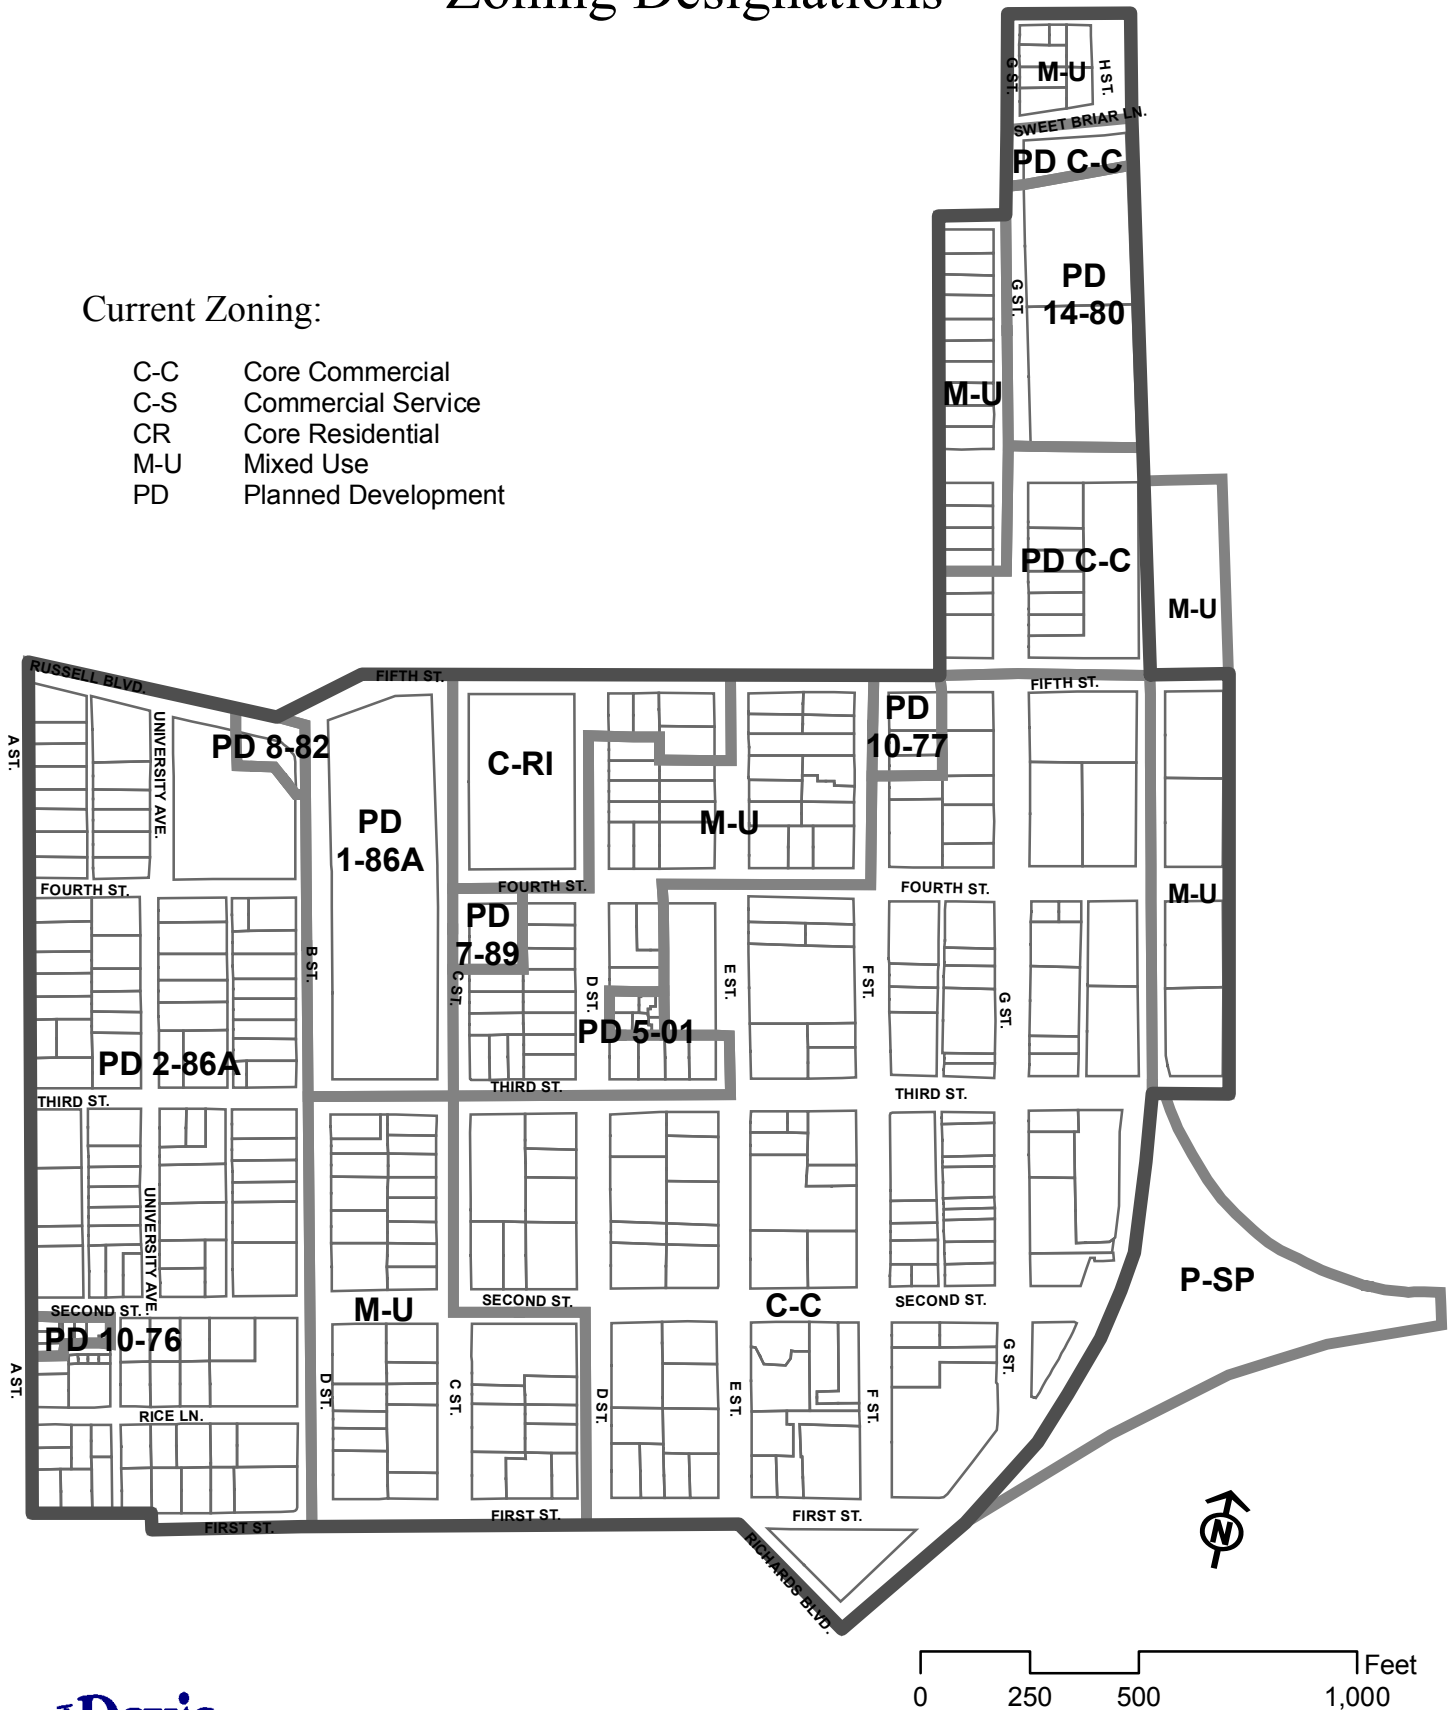 Zoning Designations
M-U
G ST.
H ST.
SWEET BRIAR LN.
PD C-C
PD
14-80
G ST.
M-U
Current Zoning:
C-C Core Commercial
C-S Commercial Service
CR Core Residential
M-U Mixed Use
PD Planned Development
PD C-C
M-U
RUSSELL BLVD.
FIFTH ST.
FIFTH ST.
A ST.
UNIVERSITY AVE.
PD 8-82
C-RI
PD
10-77
PD
1-86A
M-U
FOURTH ST.
FOURTH ST.
FOURTH ST.
M-U
PD
7-89
B ST.
C ST.
D ST.
E ST.
F ST.
G ST.
PD 5-01
PD 2-86A
THIRD ST.
THIRD ST.
THIRD ST.
UNIVERSITY AVE.
P-SP
SECOND ST.
SECOND ST.
SECOND ST.
M-U
C-C
PD 10-76
A ST.
D ST.
C ST.
D ST.
E ST.
F ST.
G ST.
RICE LN.
FIRST ST.
FIRST ST.
FIRST ST.
RICHARDS BLVD.
N
Feet
0 250 500 1,000